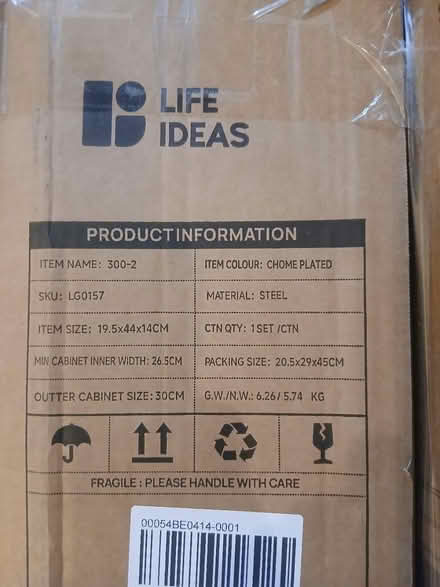 LIFE
IDEAS
PRODUCT INFORMATION
ITEM NAME: 300-2
ITEM COLOUR: CHOME PLATED
SKU: LG0157
MATERIAL: STEEL
ITEM SIZE: 19.5x44x14CM
CTN QTY: 1 SET /CTN
MIN CABINET INNER WIDTH: 26.5CM
PACKING SIZE: 20.5x29x45CM
OUTTER CABINET SIZE: 30CM
G.W./N.W.: 6.26/ 5.74 KG
FRAGILE : PLEASE HANDLE WITH CARE
00054BE0414-0001